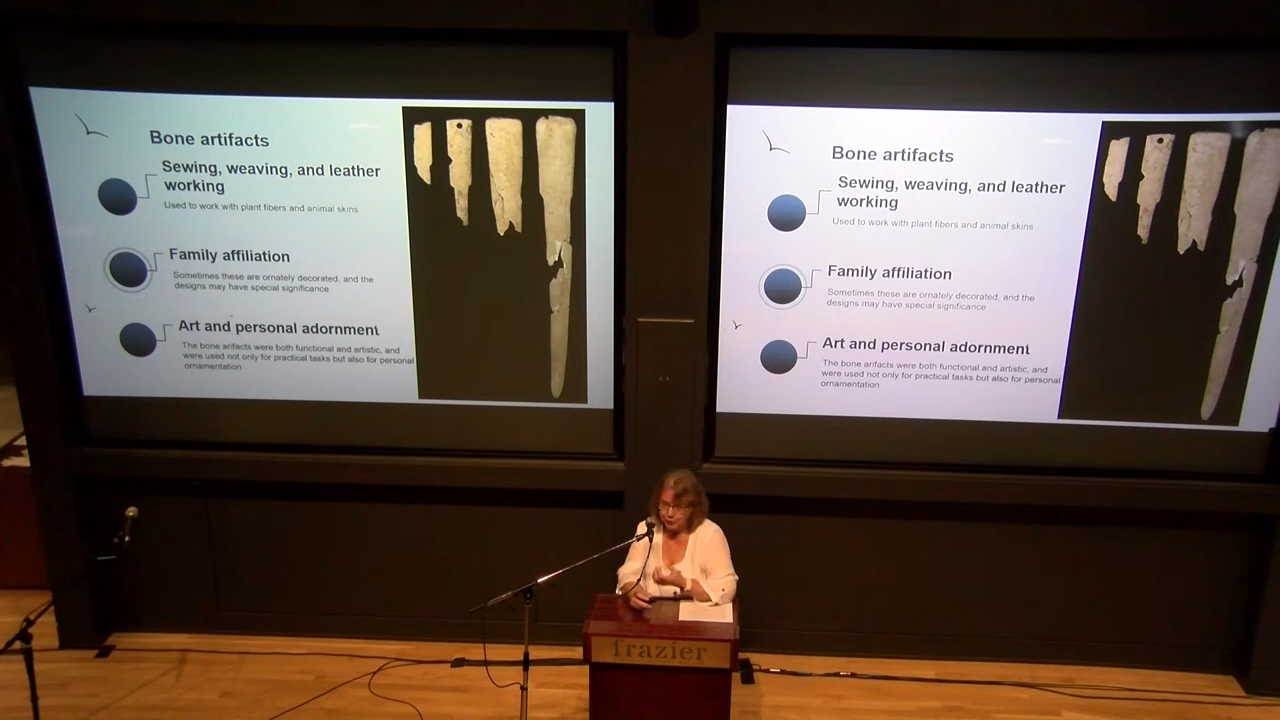 Bone artifacts
Sewing, weaving, and leather
working
Used to work with plant fibers and animal skins
Family affiliation
Sometimes these are ornately decorated, and the
designs may have special significance
Art and personal adornment
The bone arifacts were both functional and artistic, and
were used not only for practical tasks but also for personal
ornamentation
Bone artifacts
Sewing, weaving, and leather
working
Used to work with plant fibers and animal skins
Family affiliation
Sometimes these are ornately decorated, and the
designs may have special significance
Art and personal adornment
The bone arifacts were both functional and artistic, and
were used not only for practical tasks but also for personal
ornamentation
frazier